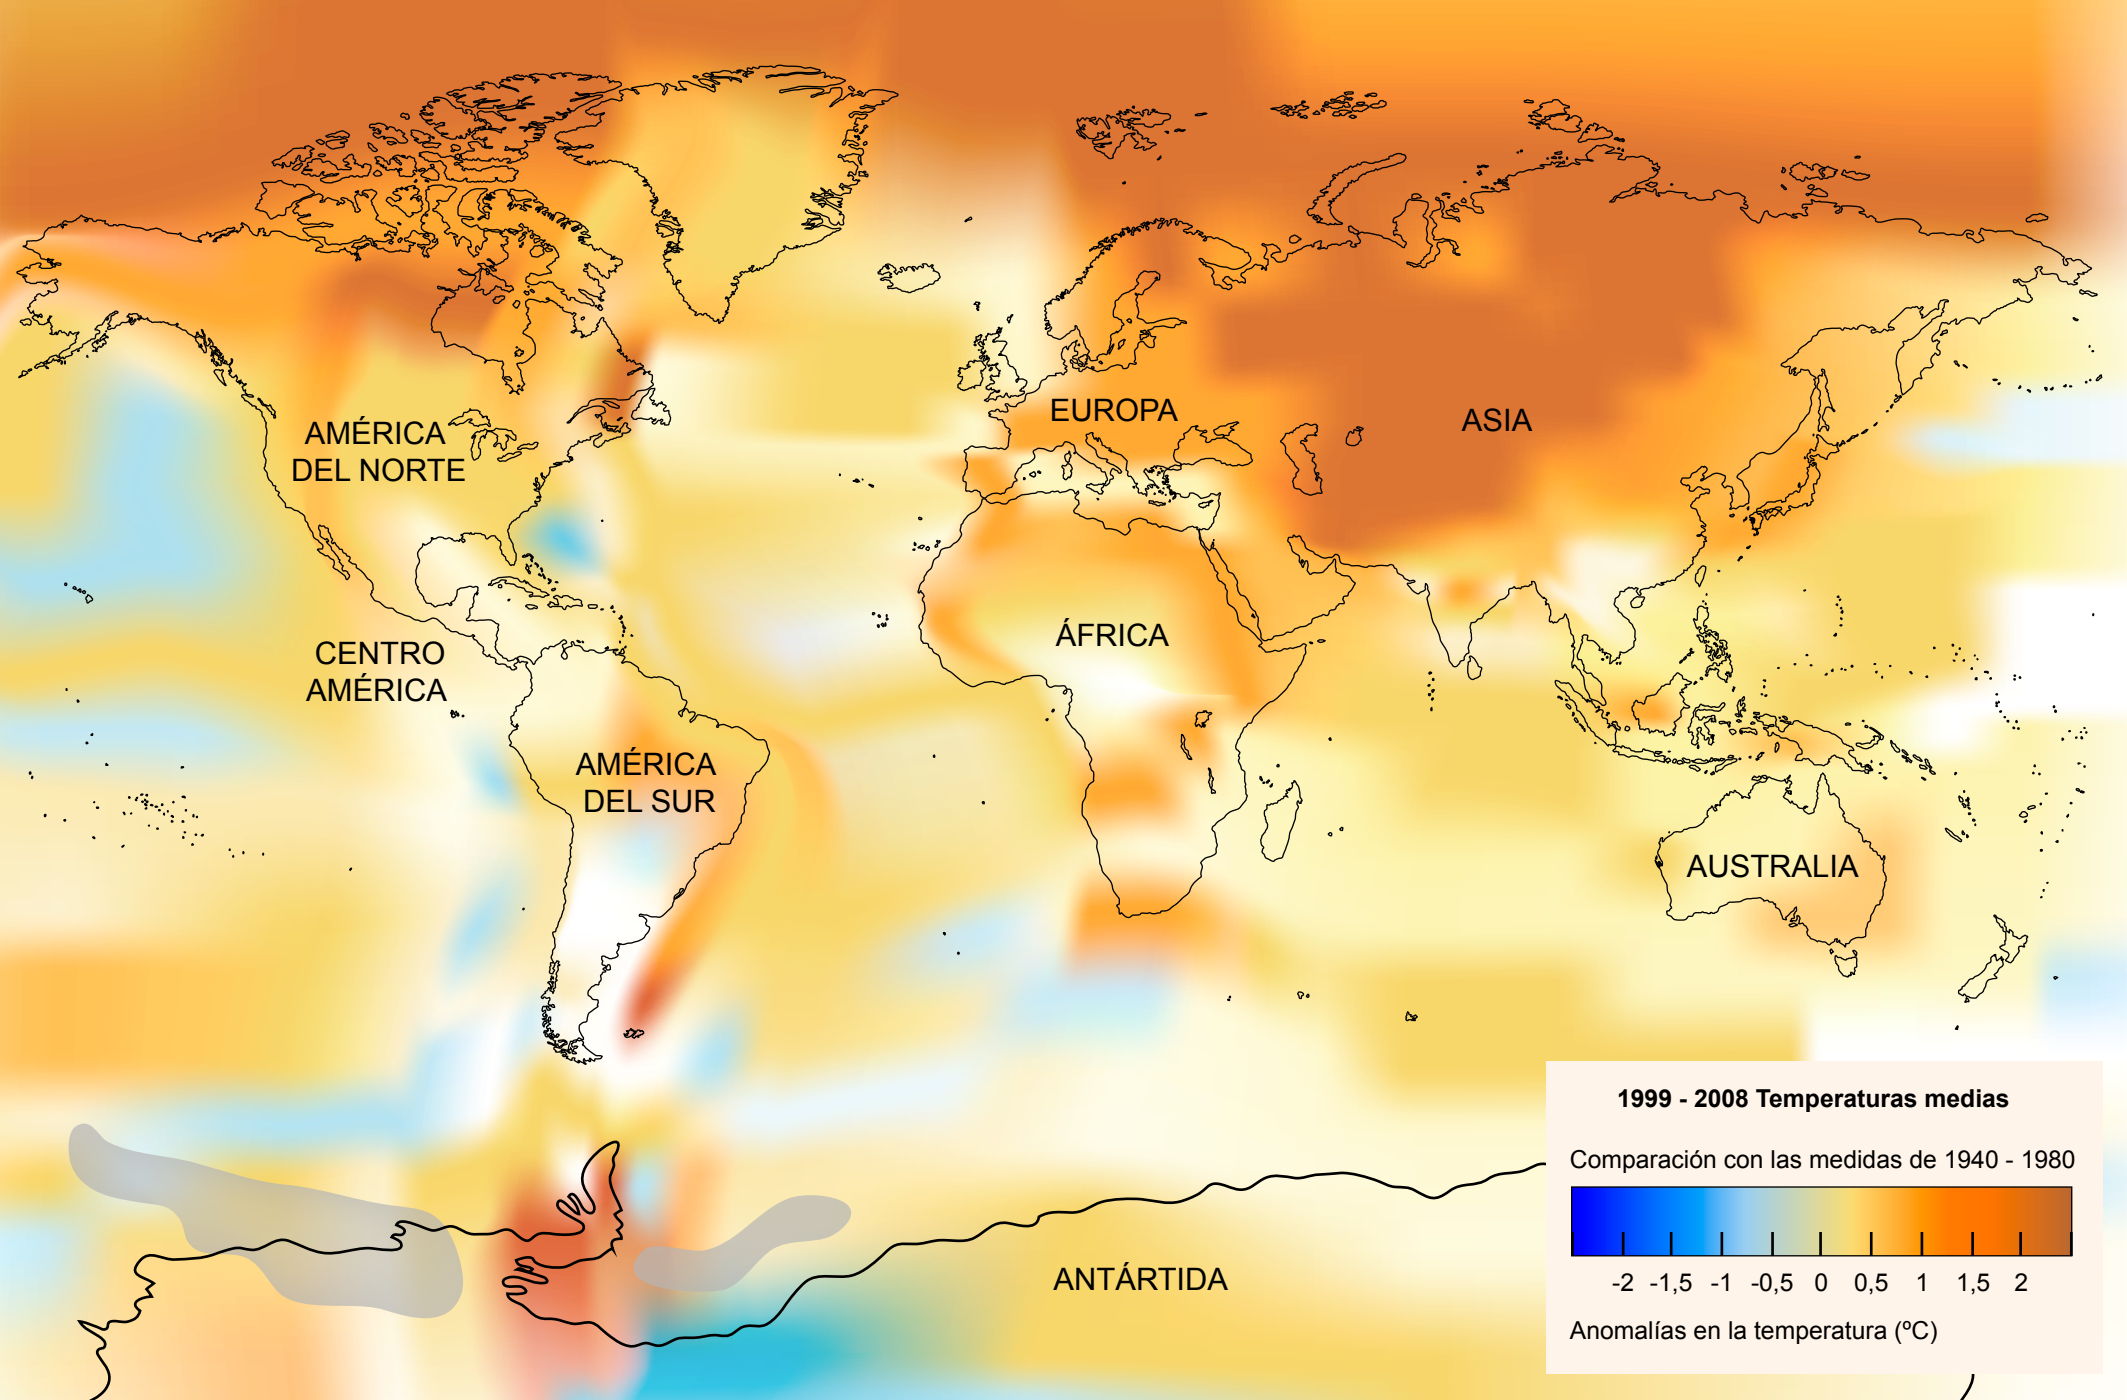 AMÉRICA
DEL NORTE
EUROPA
ASIA
CENTRO
AMÉRICA
ÁFRICA
AMÉRICA
DEL SUR
AUSTRALIA
ANTÁRTIDA
1999 - 2008 Temperaturas medias
Comparación con las medidas de 1940 - 1980
-2 -1,5 -1 -0,5 0 0,5 1 1,5 2
Anomalías en la temperatura (ºC)